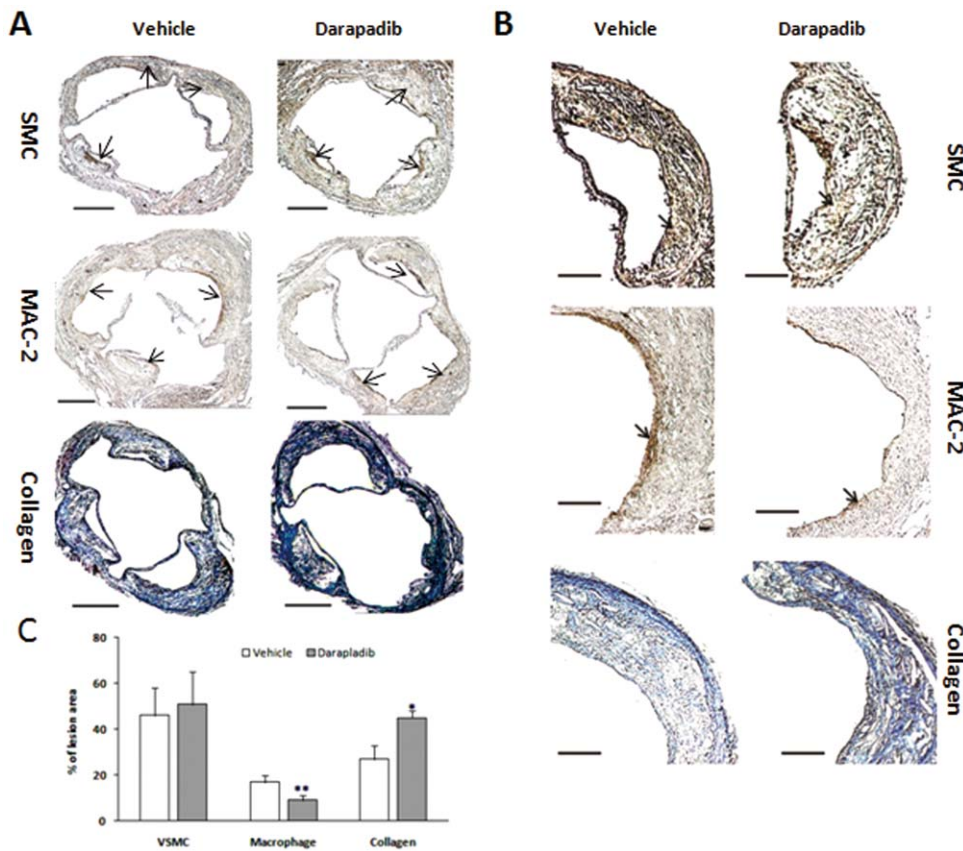 A
Vehicle
Darapadib
SMC
MAC-2
Collagen
B
Vehicle
Darapadib
SMC
MAC-2
Collagen
C
% of lesion area
80
60
40
20
0
Vehicle
Darapladib
**
*
VSMC
Macrophage
Collagen